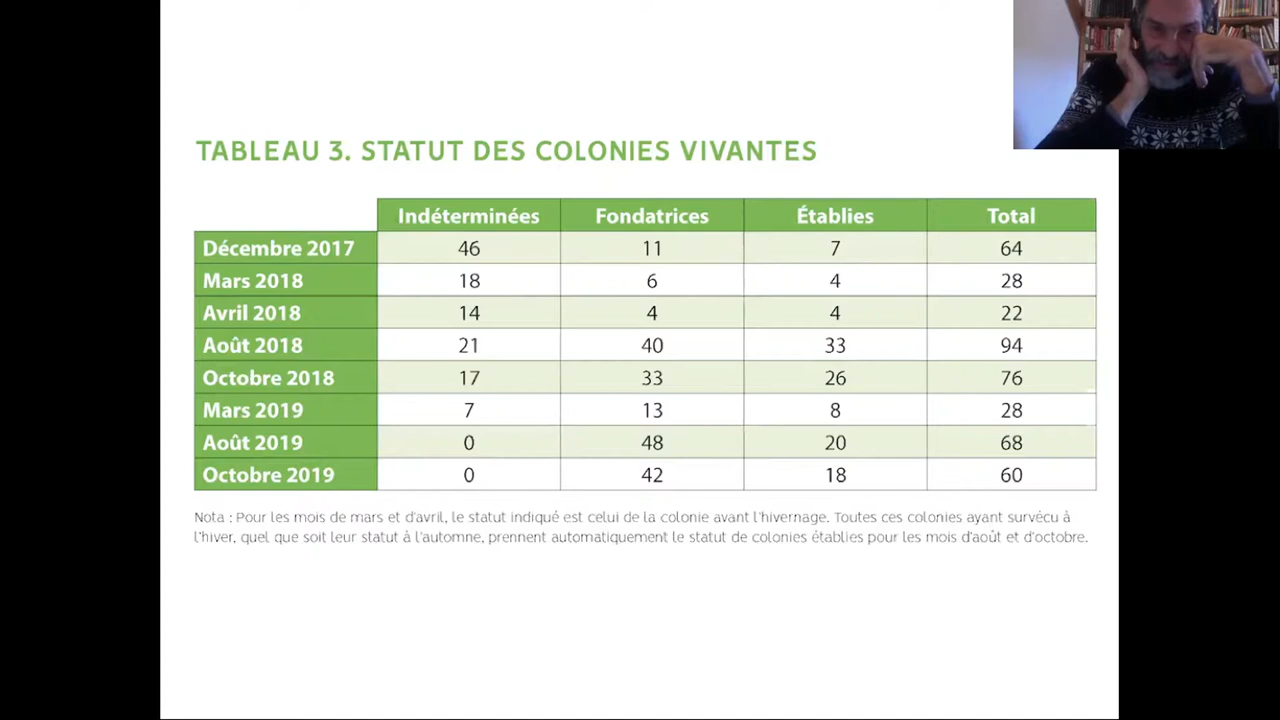 TABLEAU 3. STATUT DES COLONIES VIVANTES
Indéterminées Fondatrices Établies Total
Décembre 2017 46 11 7 64
Mars 2018 18 6 4 28
Avril 2018 14 4 4 22
Août 2018 21 40 33 94
Octobre 2018 17 33 26 76
Mars 2019 7 13 8 28
Août 2019 0 48 20 68
Octobre 2019 0 42 18 60
Nota : Pour les mois de mars et d'avril, le statut indiqué est celui de la colonie avant l'hivernage. Toutes ces colonies ayant survécu à
l'hiver, quel que soit leur statut à l'automne, prennent automatiquement le statut de colonies établies pour les mois d'août et d'octobre.